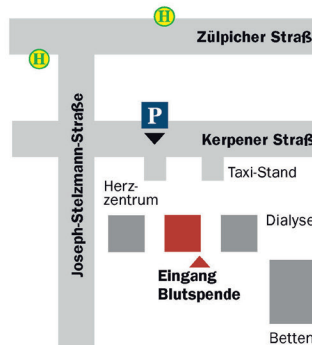 H
Zülpicher Straß
H
P
Kerpener Straß
Joseph-Stelzmann-Straße
Taxi-Stand
Herz-
zentrum
Dialyse
Eingang
Blutspende
Betten